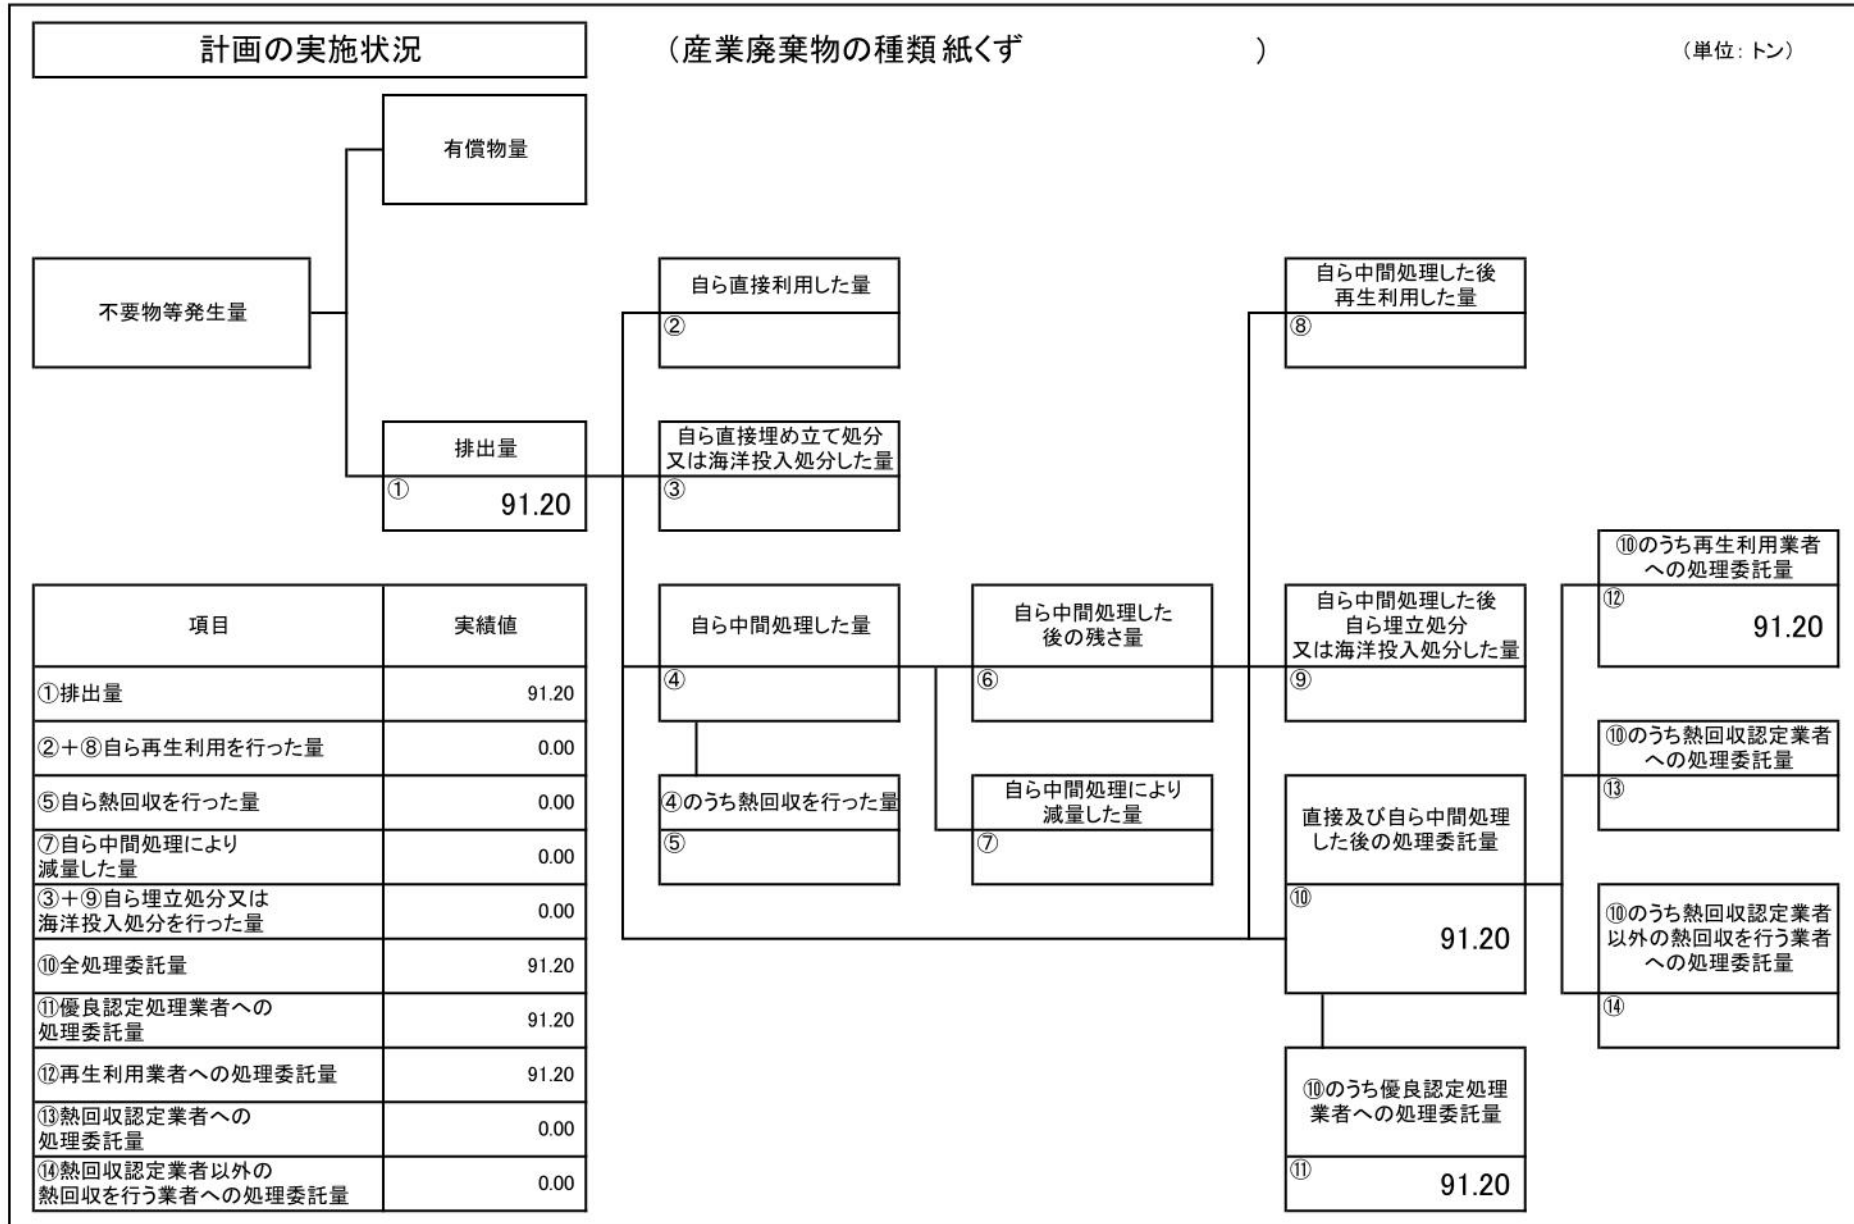 計画の実施状況
（産業廃棄物の種類 紙くず　　　　　　　）
（単位：トン）
有償物量
不要物等発生量
自ら直接利用した量
②
自ら中間処理した後
再生利用した量
⑧
排出量
① 91.20
自ら直接埋め立て処分
又は海洋投入処分した量
③
⑩のうち再生利用業者
への処理委託量
⑫
91.20
自ら中間処理した量
④
自ら中間処理した
後の残さ量
⑥
自ら中間処理した後
自ら埋立処分
又は海洋投入処分した量
⑨
⑩のうち熱回収認定業者
への処理委託量
⑬
④のうち熱回収を行った量
⑤
自ら中間処理により
減量した量
⑦
直接及び自ら中間処理
した後の処理委託量
⑩
91.20
⑩のうち熱回収認定業者
以外の熱回収を行う業者
への処理委託量
⑭
⑩のうち優良認定処理
業者への処理委託量
⑪ 91.20
項目 実績値
①排出量 91.20
②＋⑧自ら再生利用を行った量 0.00
⑤自ら熱回収を行った量 0.00
⑦自ら中間処理により
減量した量 0.00
③＋⑨自ら埋立処分又は
海洋投入処分を行った量 0.00
⑩全処理委託量 91.20
⑪優良認定処理業者への
処理委託量 91.20
⑫再生利用業者への処理委託量 91.20
⑬熱回収認定業者への
処理委託量 0.00
⑭熱回収認定業者以外の
熱回収を行う業者への処理委託量 0.00